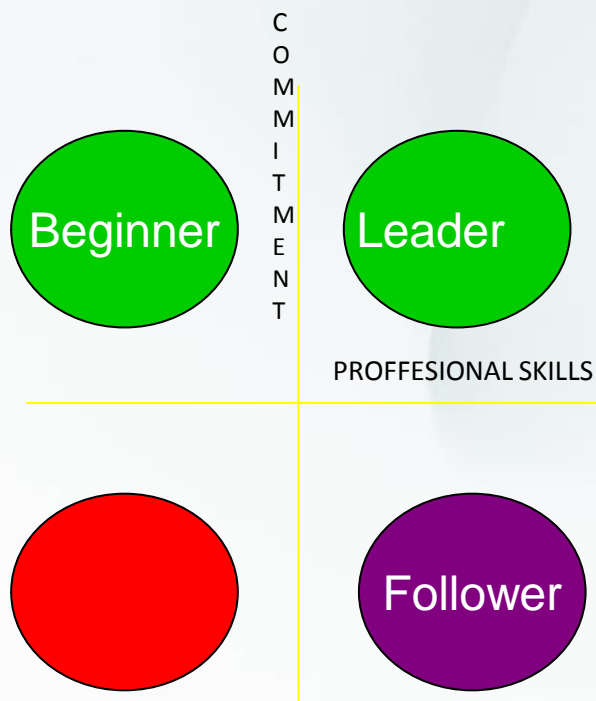 COMMITMENT
Beginner
Leader
PROFFESIONAL SKILLS
Follower